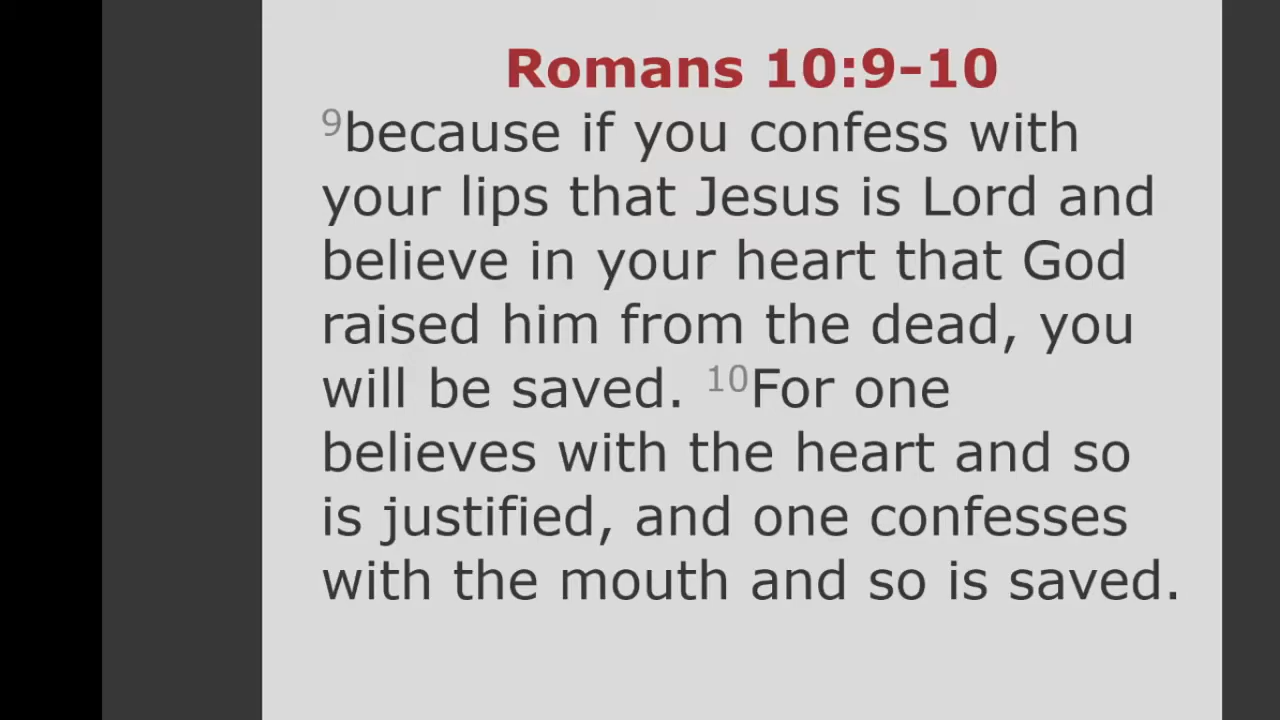 Romans 10:9-10
9because if you confess with
your lips that Jesus is Lord and
believe in your heart that God
raised him from the dead, you
will be saved. 10For one
believes with the heart and so
is justified, and one confesses
with the mouth and so is saved.